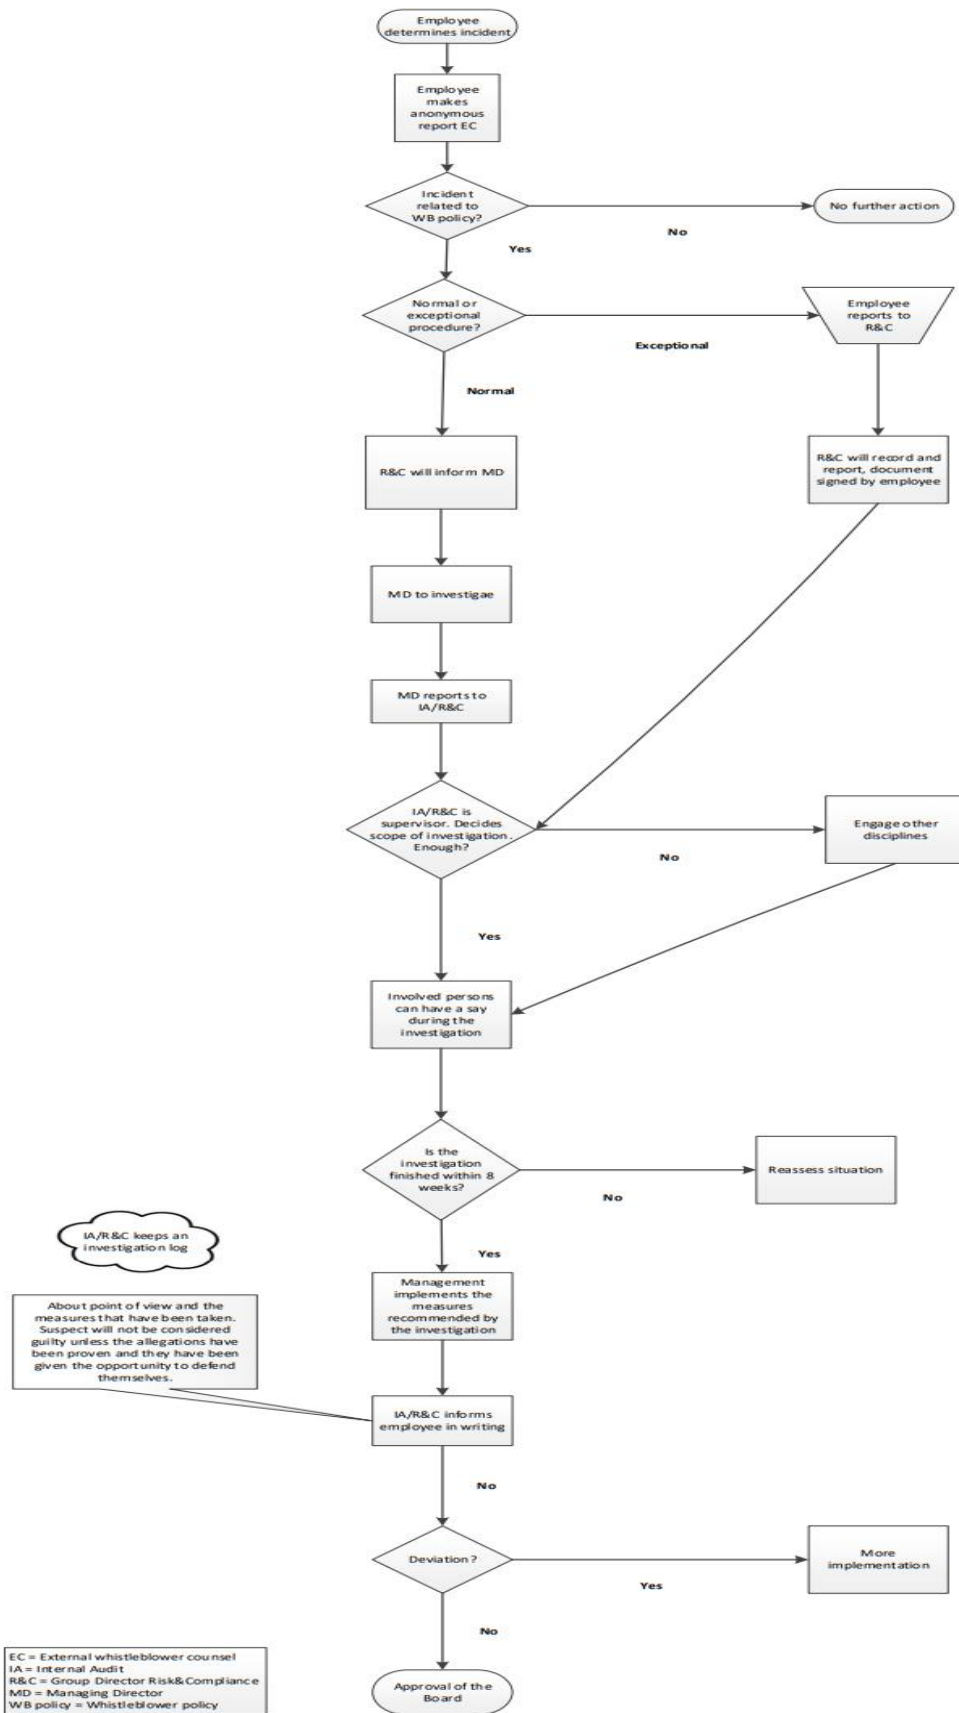 Employee
determines incident
Employee
makes
anonymous
report EC
Incident
related to
WB policy?
No further action
No
Yes
Normal or
exceptional
procedure?
Employee
reports to
R&C
Exceptional
Normal
R&C will inform MD
R&C will record and
report, document
signed by employee
MD to investigae
MD reports to
IA/R&C
IA/R&C is
supervisor. Decides
scope of investigation.
Enough?
Engage other
disciplines
No
Yes
Involved persons
can have a say
during the
investigation
Is the
investigation
finished within 8
weeks?
Reassess situation
No
IA/R&C keeps an
investigation log
Yes
Management
implements the
measures
recommended by
the investigation
About point of view and the
measures that have been taken.
Suspect will not be considered
guilty unless the allegations have
been proven and they have been
given the opportunity to defend
themselves.
IA/R&C informs
employee in writing
No
Deviation?
More
implementation
Yes
No
Approval of the
Board
EC = External whistleblower counsel
IA = Internal Audit
R&C = Group Director Risk&Compliance
MD = Managing Director
WB policy = Whistleblower policy